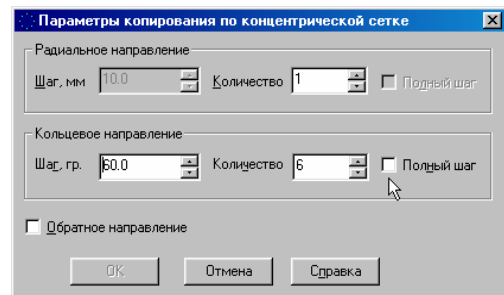 Параметры копирования по концентрической сетке
Радиальное направление
Шаг, мм 10.0 Количество 1 Полный шаг
Кольцевое направление
Шаг, гр. 60.0 Количество 6 Полный шаг
Обратное направление
OK Отмена Справка